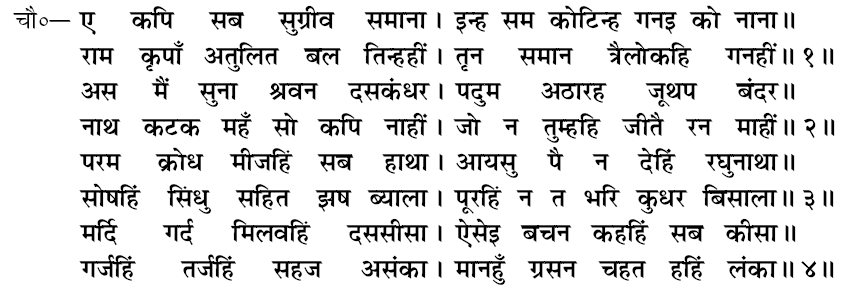 चौ०— ए कपि सब सुग्रीव समाना। इन्ह सम कोटिन्ह गनइ को नाना॥
राम कृपाँ अतुलित बल तिन्हहीं। तृन समान त्रैलोकहि गनहीं॥ १॥
अस मैं सुना श्रवन दसकंधर। पदुम अठारह जूथप बंदर॥
नाथ कटक महँ सो कपि नाहीं। जो न तुम्हहि जीतै रन माहीं॥ २॥
परम क्रोध मीजहिं सब हाथा। आयसु पै न देहिं रघुनाथा॥
सोषहिं सिंधु सहित झष ब्याला। पूरहिं न त भरि कुधर बिसाला॥ ३॥
मर्दि गर्द मिलवहिं दससीसा। ऐसेइ बचन कहहिं सब कीसा॥
गर्जहिं तर्जहिं सहज असंका। मानहुँ ग्रसन चहत हहिं लंका॥ ४॥